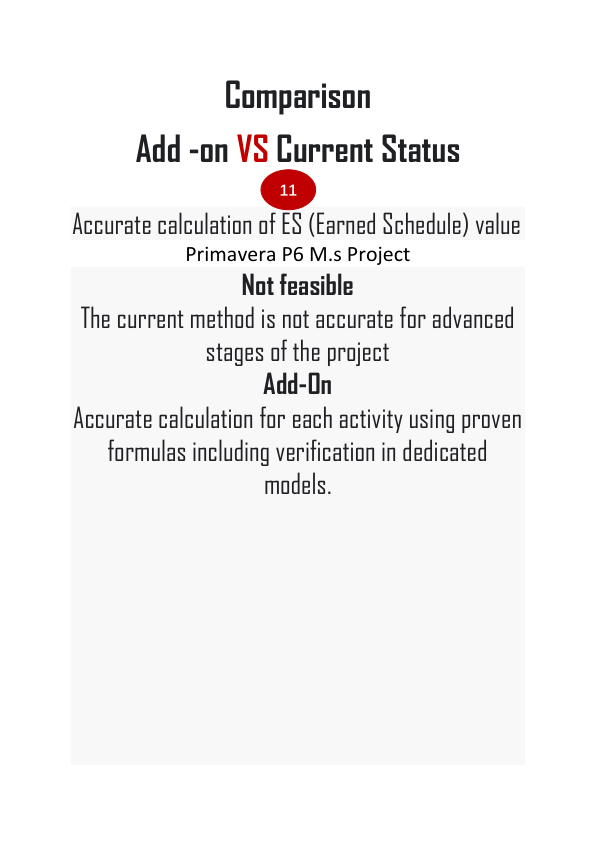 Comparison
Add -on VS Current Status
11
Accurate calculation of ES (Earned Schedule) value
Primavera P6 M.s Project
Not feasible
The current method is not accurate for advanced
stages of the project
Add-On
Accurate calculation for each activity using proven
formulas including verification in dedicated
models.